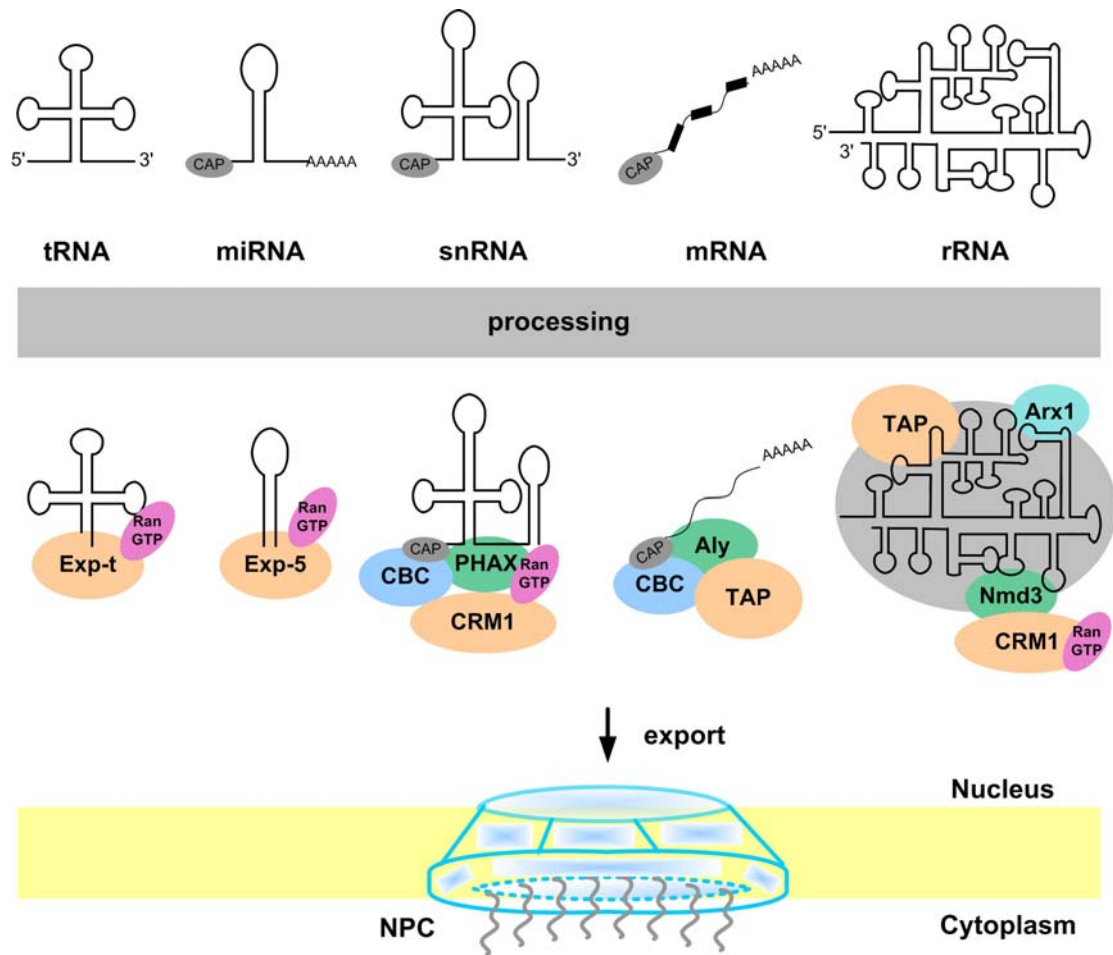 AAAAA
5' 3'
CAP AAAAA
CAP 3'
CAP
5'
3'
tRNA miRNA snRNA mRNA rRNA
processing
TAP Arx1
AAAAA
Ran
GTP
Exp-t
Ran
GTP
Exp-5
CAP
CBC PHAX
Ran
GTP
CRM1
CAP
Aly
CBC
TAP
Nmd3
CRM1
Ran
GTP
export
Nucleus
NPC
Cytoplasm